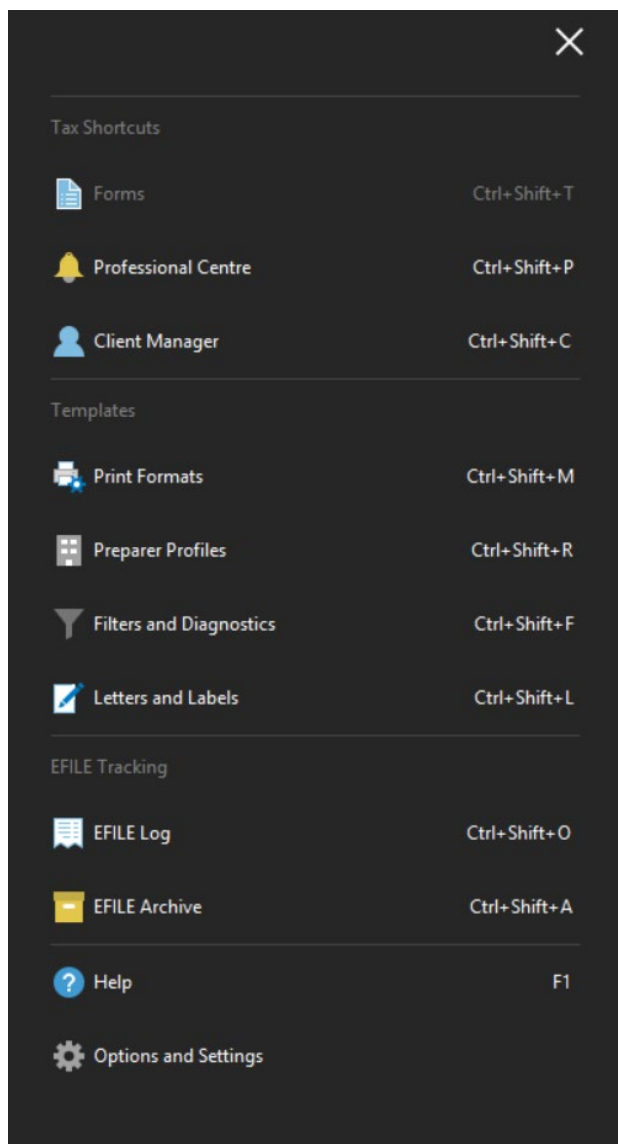 Tax Shortcuts
Forms Ctrl+Shift+T
Professional Centre Ctrl+Shift+P
Client Manager Ctrl+Shift+C
Templates
Print Formats Ctrl+Shift+M
Preparer Profiles Ctrl+Shift+R
Filters and Diagnostics Ctrl+Shift+F
Letters and Labels Ctrl+Shift+L
EFILE Tracking
EFILE Log Ctrl+Shift+O
EFILE Archive Ctrl+Shift+A
Help F1
Options and Settings